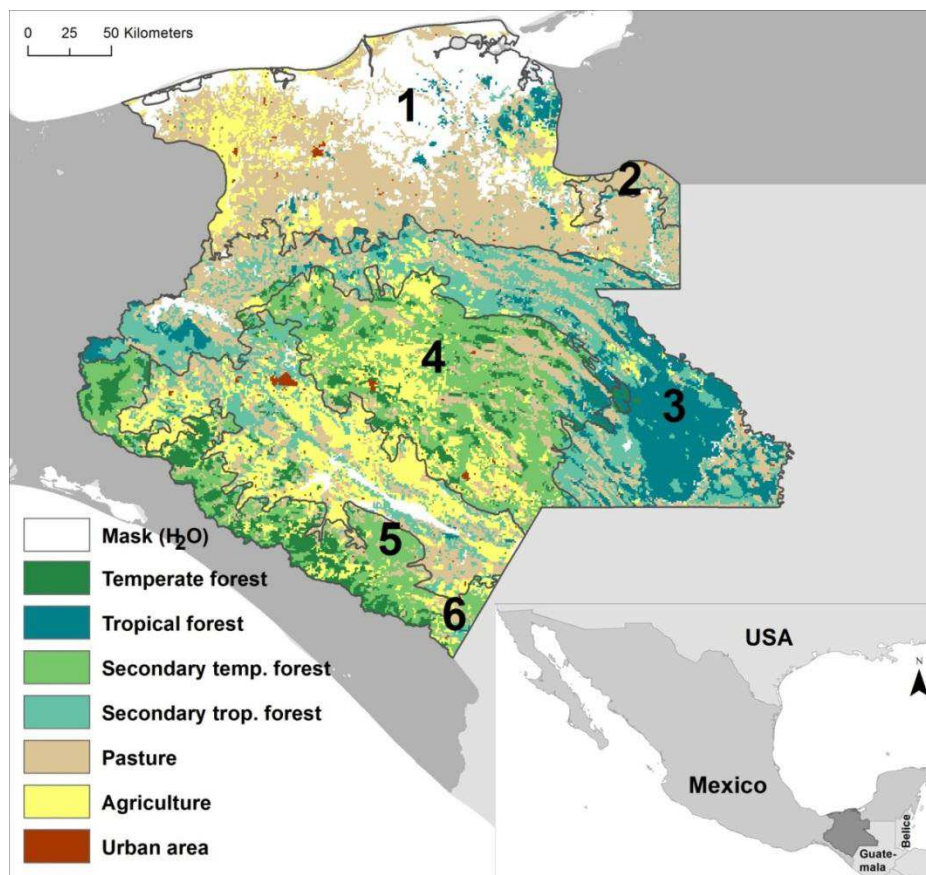 0 25 50 Kilometers
1
2
4
3
5
6
Mask (H₂O)
Temperate forest
Tropical forest
Secondary temp. forest
Secondary trop. forest
Pasture
Agriculture
Urban area
USA
N
Mexico
Belice
Guate-
mala